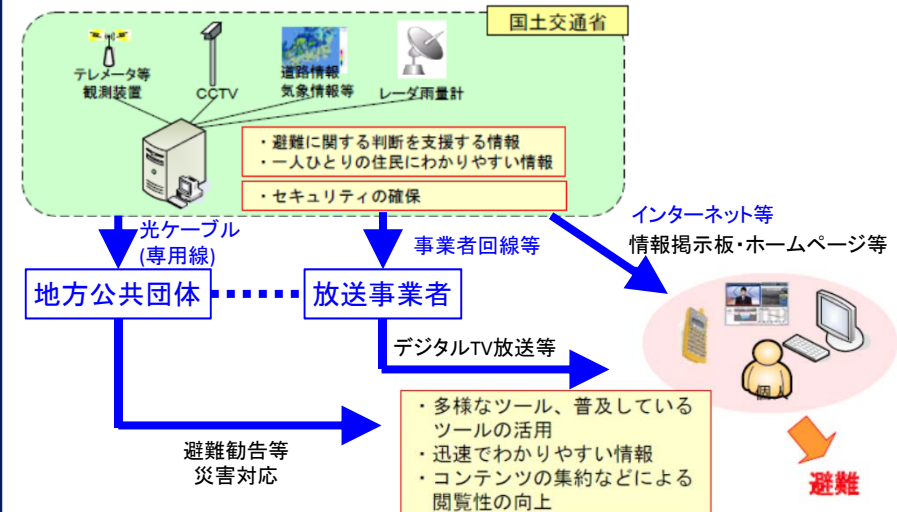 国土交通省
テレメータ等
観測装置
CCTV
道路情報
気象情報等
レーダ雨量計
・避難に関する判断を支援する情報
・一人ひとりの住民にわかりやすい情報
・セキュリティの確保
光ケーブル
(専用線)
事業者回線等
インターネット等
情報掲示板・ホームページ等
地方公共団体
放送事業者
デジタルTV放送等
個人
避難勧告等
災害対応
・多様なツール、普及している
ツールの活用
・迅速でわかりやすい情報
・コンテンツの集約などによる
閲覧性の向上
避難